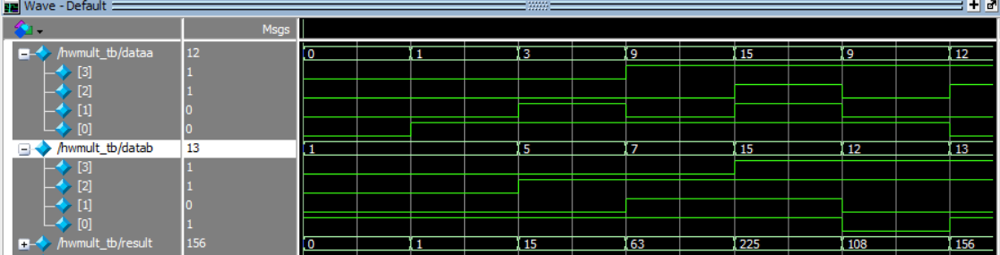 Wave - Default
Msgs
/hwmult_tb/dataa 12 0 1 3 9 15 9 12
[3] 1
[2] 1
[1] 0
[0] 0
/hwmult_tb/datab 13 1 5 7 15 12 13
[3] 1
[2] 1
[1] 0
[0] 1
/hwmult_tb/result 156 0 1 15 63 225 108 156